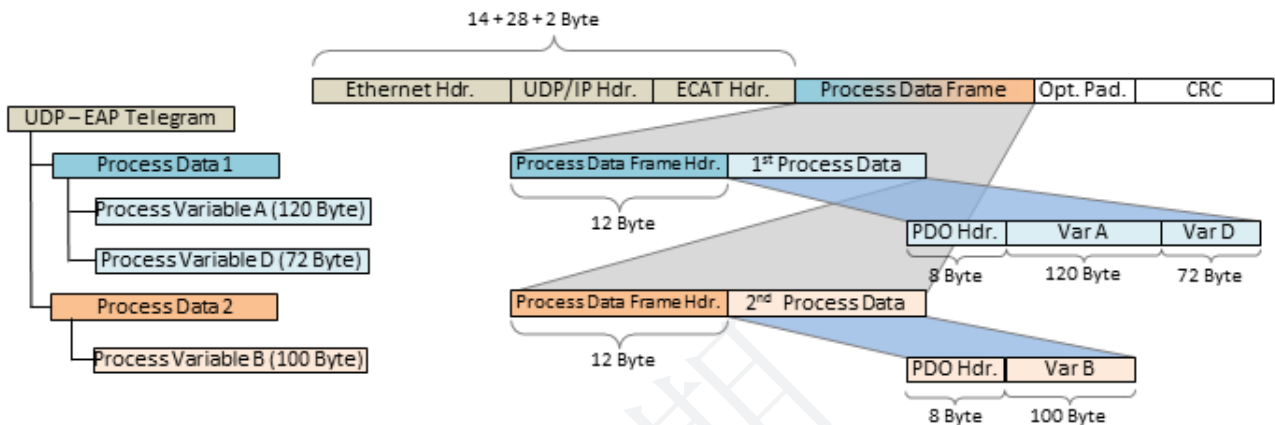 14 + 28 + 2 Byte
Ethernet Hdr. UDP/IP Hdr. ECAT Hdr. Process Data Frame Opt. Pad. CRC
UDP – EAP Telegram
Process Data 1
Process Variable A (120 Byte)
Process Variable D (72 Byte)
Process Data 2
Process Variable B (100 Byte)
Process Data Frame Hdr. 1st Process Data
12 Byte
PDO Hdr. Var A Var D
8 Byte 120 Byte 72 Byte
Process Data Frame Hdr. 2nd Process Data
12 Byte
PDO Hdr. Var B
8 Byte 100 Byte